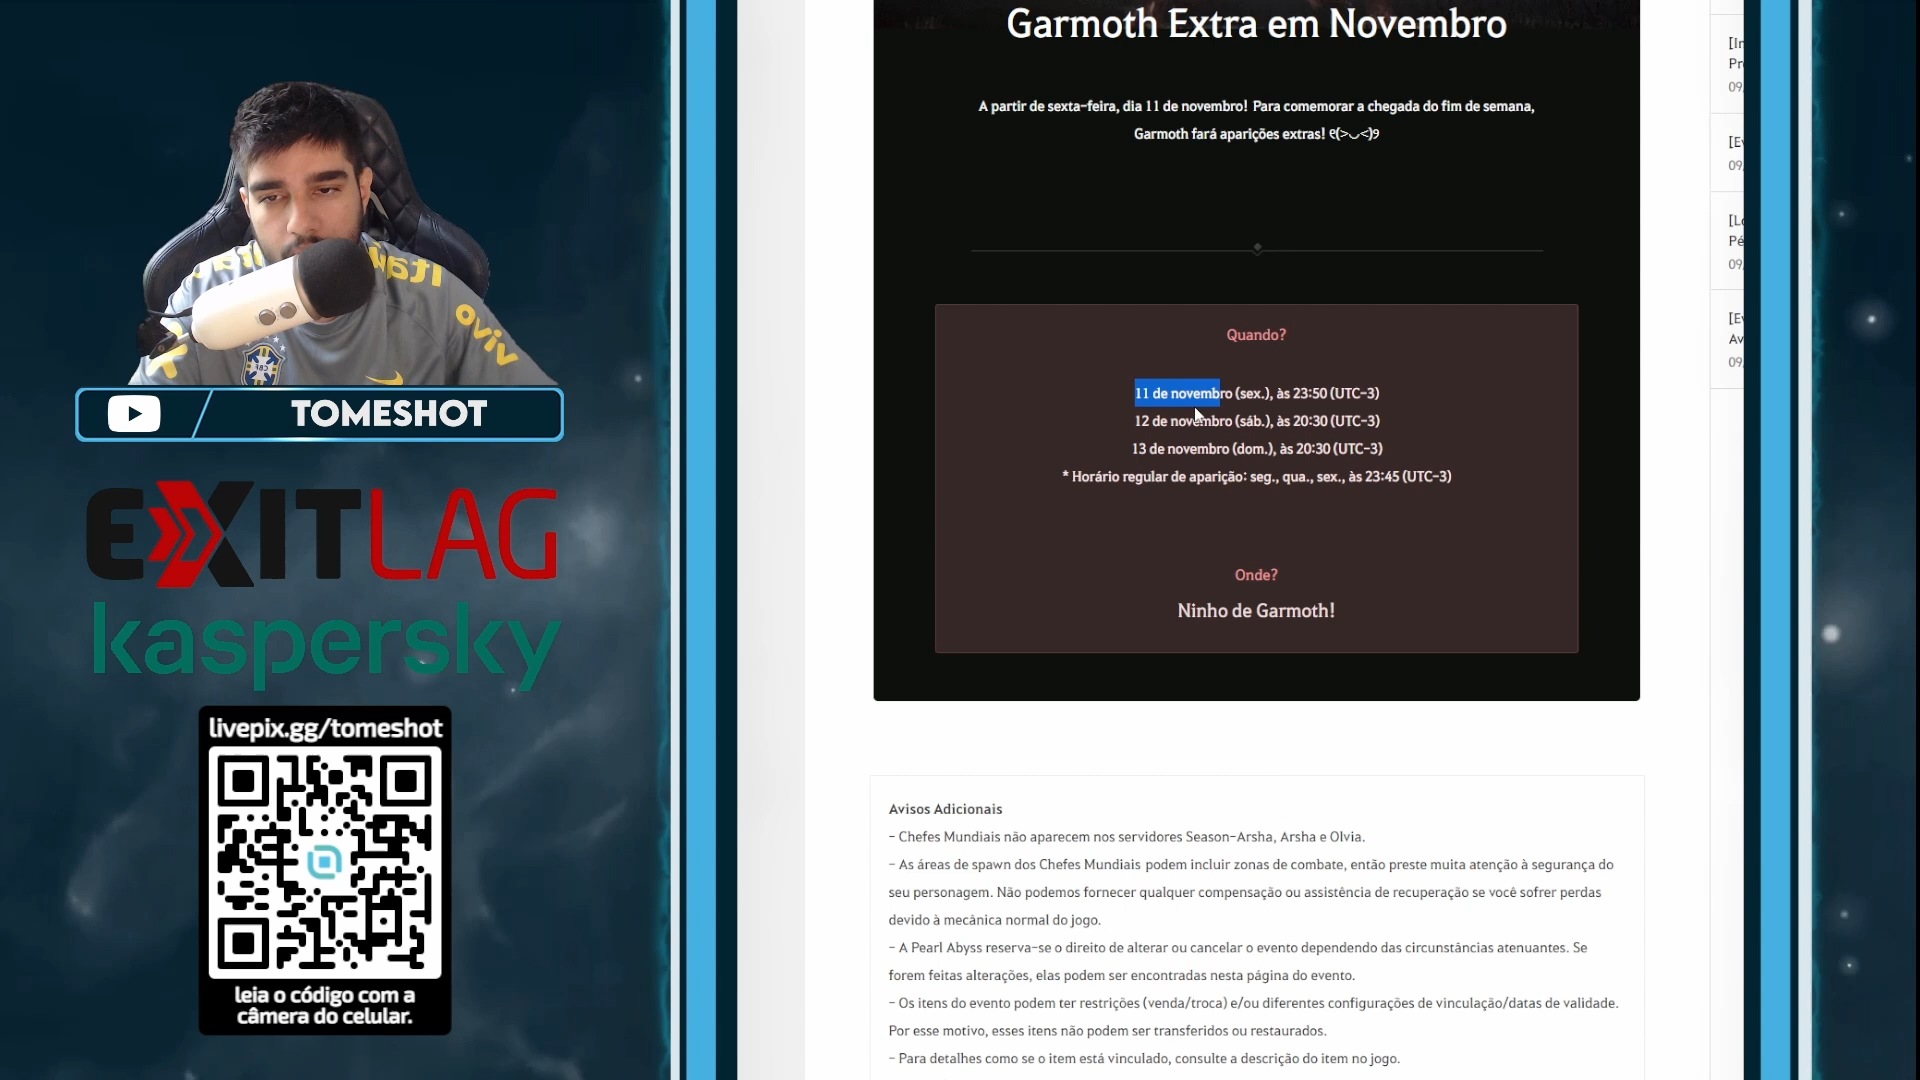 Garmoth Extra em Novembro
A partir de sexta-feira, dia 11 de novembro! Para comemorar a chegada do fim de semana,
Garmoth fará aparições extras! ୧(>◡<)୨
Quando?
11 de novembro (sex.), às 23:50 (UTC-3)
12 de novembro (sáb.), às 20:30 (UTC-3)
13 de novembro (dom.), às 20:30 (UTC-3)
* Horário regular de aparição: seg., qua., sex., às 23:45 (UTC-3)
Onde?
Ninho de Garmoth!
Avisos Adicionais
- Chefes Mundiais não aparecem nos servidores Season-Arsha, Arsha e Olvia.
- As áreas de spawn dos Chefes Mundiais podem incluir zonas de combate, então preste muita atenção à segurança do
seu personagem. Não podemos fornecer qualquer compensação ou assistência de recuperação se você sofrer perdas
devido à mecânica normal do jogo.
- A Pearl Abyss reserva-se o direito de alterar ou cancelar o evento dependendo das circunstâncias atenuantes. Se
forem feitas alterações, elas podem ser encontradas nesta página do evento.
- Os itens do evento podem ter restrições (venda/troca) e/ou diferentes configurações de vinculação/datas de validade.
Por esse motivo, esses itens não podem ser transferidos ou restaurados.
- Para detalhes como se o item está vinculado, consulte a descrição do item no jogo.
TOMESHOT
EXITLAG
kaspersky
livepix.gg/tomeshot
leia o código com a
câmera do celular.
CBF